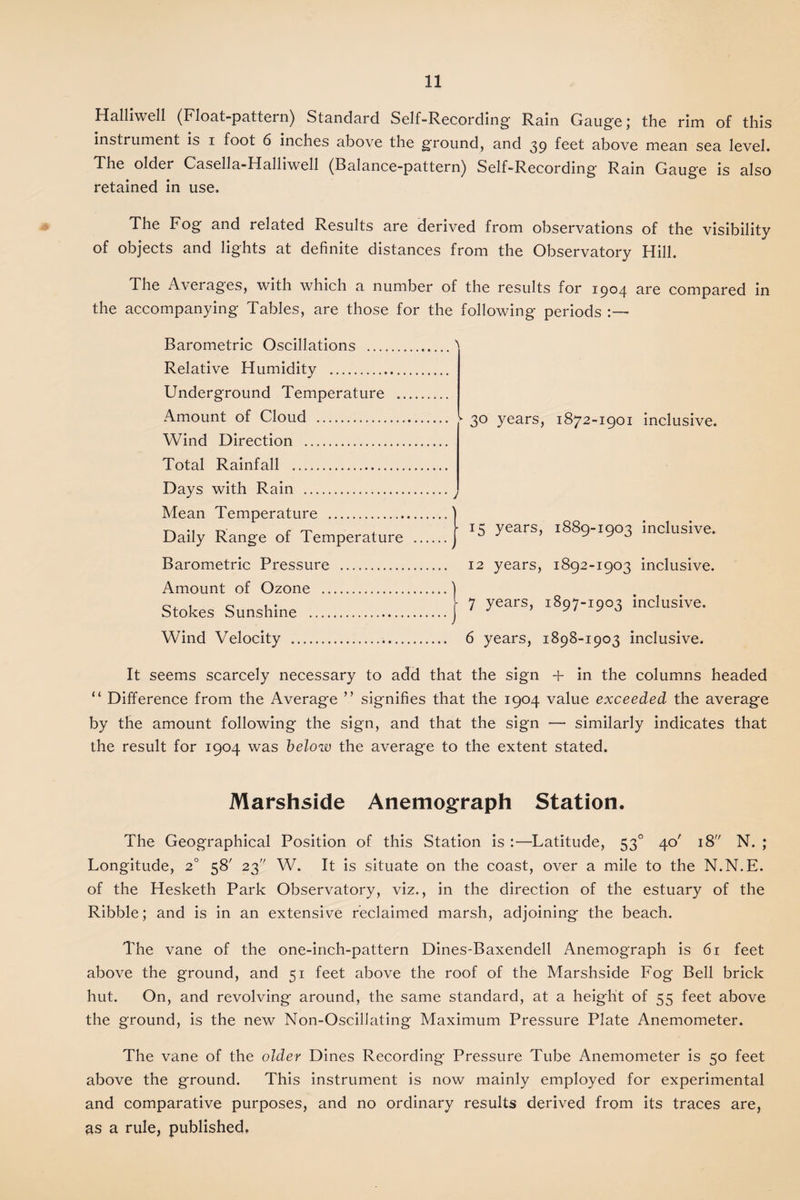 11
Halliwell (Float-pattern) Standard Self-Recording Rain Gauge; the rim of this
instrument is 1 foot 6 inches above the ground, and 39 feet above mean sea level.
The older Casella-Halliwell (Balance-pattern) Self-Recording Rain Gauge is also
retained in use.
The Fog and related Results are derived from observations of the visibility
of objects and lights at definite distances from the Observatory Hill.
The Averages, with which a number of the results for 1904 are compared in
the accompanying Tables, are those for the following periods :—
Barometric Oscillations ..................
Relative Humidity ........................
Underground Temperature .........
Amount of Cloud ........................ 30 years, 1872-1901 inclusive.
Wind Direction ..........................
Total Rainfall ............................
Days with Rain ..........................
Mean Temperature ......................
Daily Range of Temperature ...... 15 years, 1889-1903 inclusive.
Barometric Pressure .................... 12 years, 1892-1903 inclusive.
Amount of Ozone .......................
Stokes Sunshine ......................... 7 years, 1897-1903 inclusive.
Wind Velocity ............................ 6 years, 1898-1903 inclusive.
It seems scarcely necessary to add that the sign + in the columns headed
“ Difference from the Average ” signifies that the 1904 value exceeded the average
by the amount following the sign, and that the sign — similarly indicates that
the result for 1904 was below the average to the extent stated.
Marshside Anemograph Station.
The Geographical Position of this Station is :—Latitude, 53° 40′ 18″ N. ;
Longitude, 2° 58′ 23″ W. It is situate on the coast, over a mile to the N.N.E.
of the Hesketh Park Observatory, viz., in the direction of the estuary of the
Ribble; and is in an extensive reclaimed marsh, adjoining the beach.
The vane of the one-inch-pattern Dines-Baxendell Anemograph is 61 feet
above the ground, and 51 feet above the roof of the Marshside Fog Bell brick
hut. On, and revolving around, the same standard, at a height of 55 feet above
the ground, is the new Non-Oscillating Maximum Pressure Plate Anemometer.
The vane of the older Dines Recording Pressure Tube Anemometer is 50 feet
above the ground. This instrument is now mainly employed for experimental
and comparative purposes, and no ordinary results derived from its traces are,
as a rule, published.